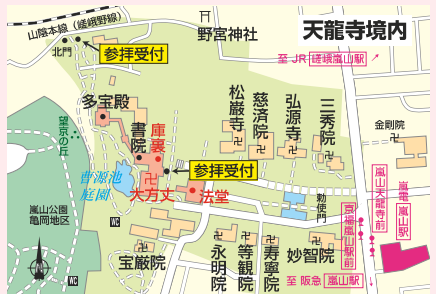 天龍寺境内
山陰本線（嵯峨野線）
北門
参拝受付
野宮神社
至 JR 嵯峨嵐山駅
多宝殿
望京の丘
書院
庫裏
松巌寺
慈済院
弘源寺
三秀院
金剛院
参拝受付
曹源池
庭園
大方丈
法堂
勅使門
嵐山天龍寺前
嵐電 嵐山駅
京福嵐山駅前
嵐山公園
亀岡地区
WC
WC
宝厳院
永明院
等観院
寿寧院
妙智院
至 阪急 嵐山駅